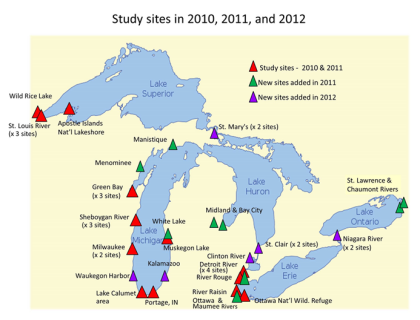 Study sites in 2010, 2011, and 2012
Study sites - 2010 & 2011
New sites added in 2011
New sites added in 2012
Lake
Superior
Wild Rice Lake
St. Louis River
(x 3 sites)
Apostle Islands
Nat'l Lakeshore
St. Mary's (x 2 sites)
Manistique
Menominee
Green Bay
(x 3 sites)
Lake
Huron
St. Lawrence &
Chaumont Rivers
Midland & Bay City
Lake
Ontario
Sheboygan River
(x 3 sites)
White Lake
Lake
Michigan
Muskegon Lake
Niagara River
(x 2 sites)
Milwaukee
(x 2 sites)
St. Clair (x 2 sites)
Clinton River
Kalamazoo
Detroit River
(x 4 sites)
Waukegan Harbor
River Rouge
Lake
Erie
Lake Calumet
area
Portage, IN
River Raisin
Ottawa &
Maumee Rivers
Ottawa Nat'l Wild. Refuge